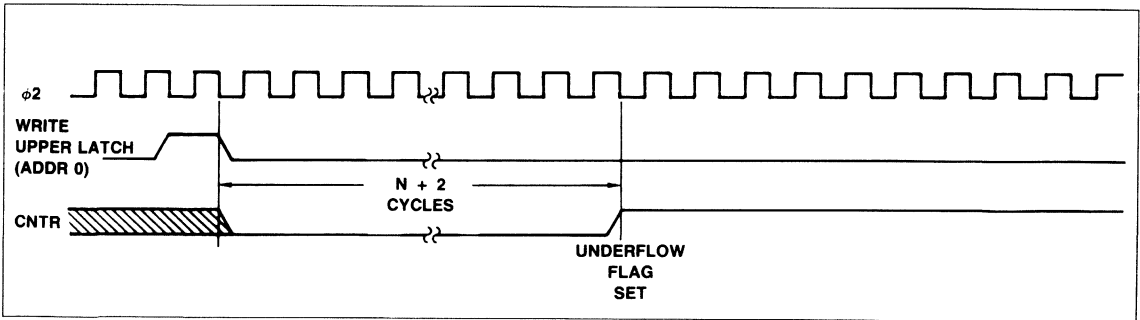 φ2
WRITE
UPPER LATCH
(ADDR 0)
N + 2
CYCLES
CNTR
UNDERFLOW
FLAG
SET